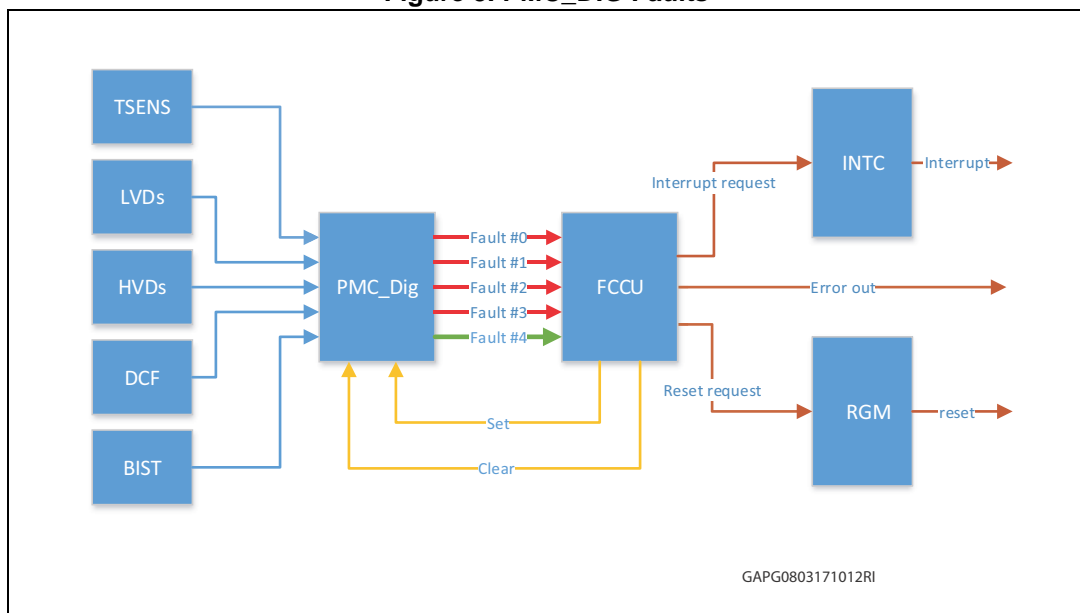 TSENS
LVDs
HVDs
DCF
BIST
PMC_Dig
Fault #0
Fault #1
Fault #2
Fault #3
Fault #4
Set
Clear
FCCU
Interrupt request
Error out
Reset request
INTC
Interrupt
RGM
reset
GAPG0803171012RI